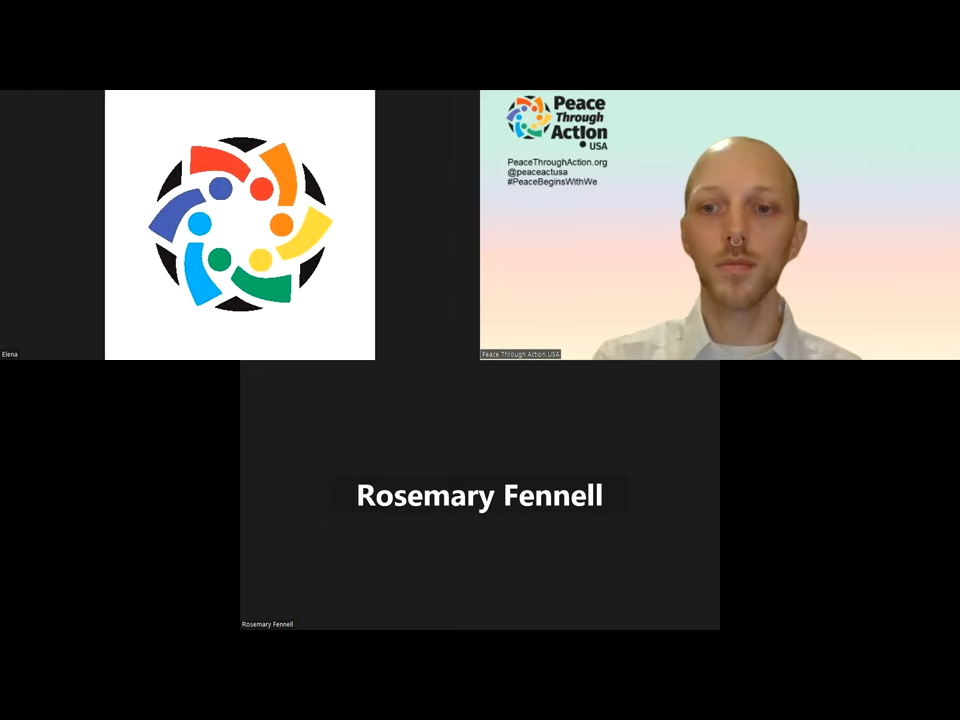 Peace
Through
Action
USA
PeaceThroughAction.org
@peaceactusa
#PeaceBeginsWithWe
Elena
Peace Through Action USA
Rosemary Fennell
Rosemary Fennell